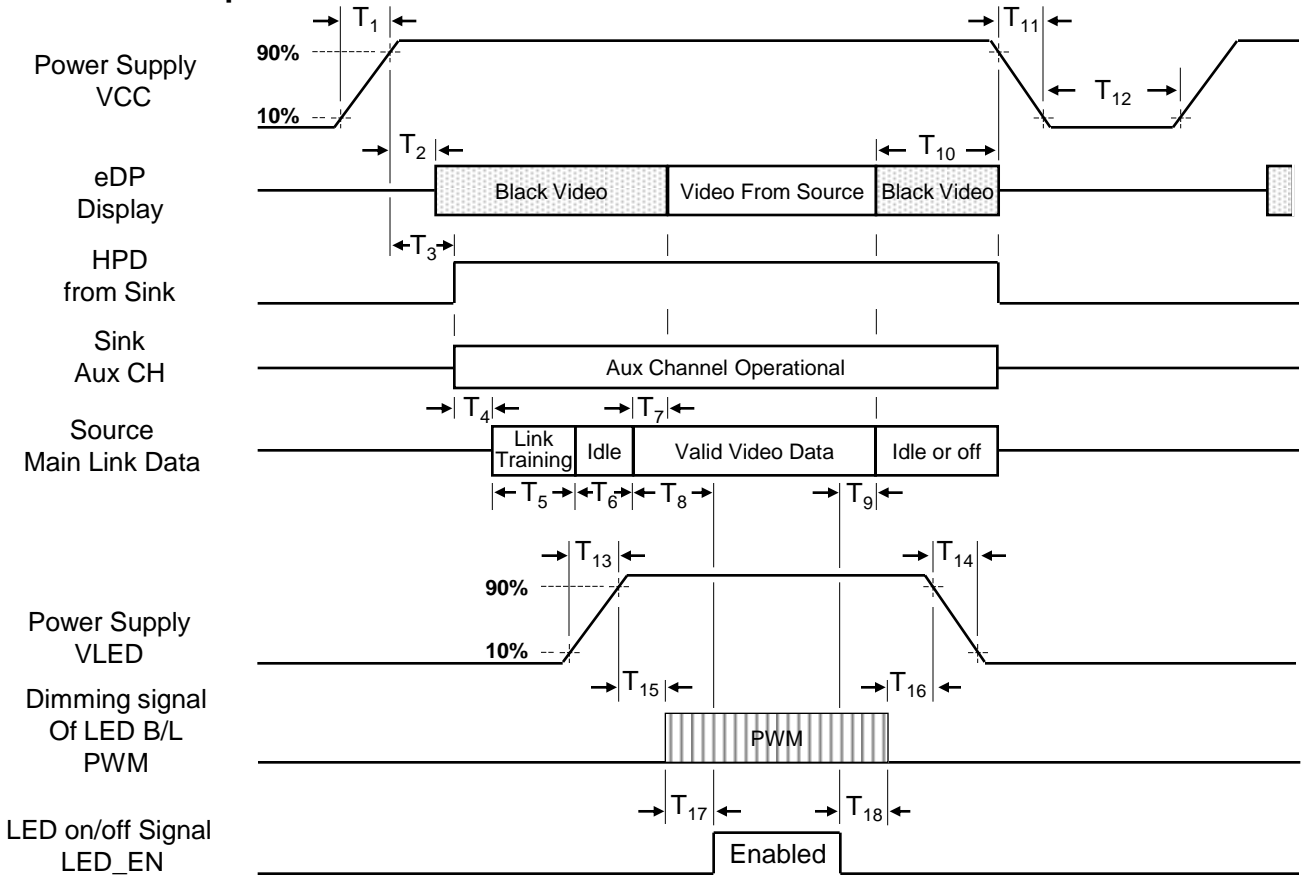 T1
T11
90%
Power Supply
VCC
T12
10%
T2
T10
eDP
Display
Black Video
Video From Source
Black Video
T3
HPD
from Sink
Sink
Aux CH
Aux Channel Operational
T4
T7
Source
Main Link Data
Link
Training
Idle
Valid Video Data
Idle or off
T5
T6
T8
T9
T13
T14
90%
Power Supply
VLED
10%
T15
T16
Dimming signal
Of LED B/L
PWM
PWM
T17
T18
LED on/off Signal
LED_EN
Enabled